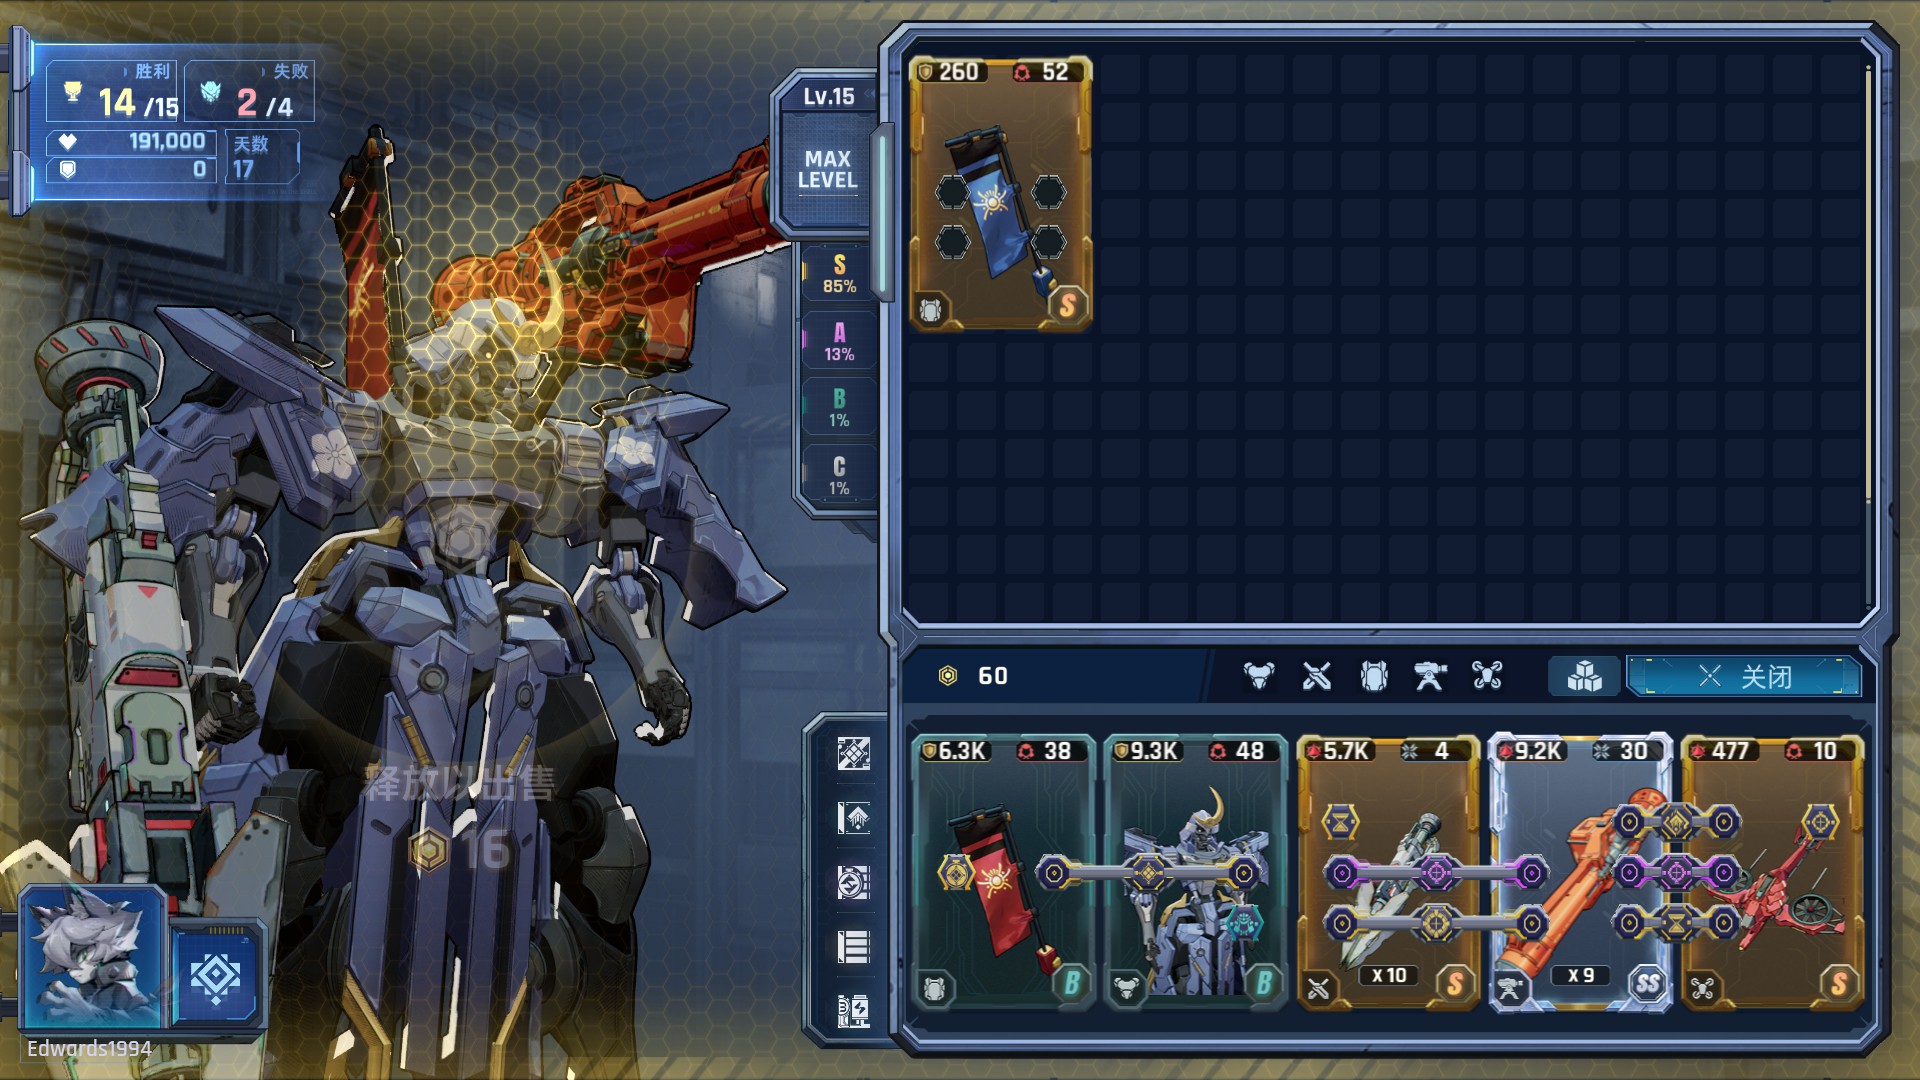 胜利
14 /15
失败
2 /4
191,000
0
天数
17
Lv.15
MAX
LEVEL
S
85%
A
13%
B
1%
C
1%
260
52
S
60
关闭
释放以出售
16
6.3K
38
B
9.3K
48
B
5.7K
4
x10
S
9.2K
30
x9
SS
477
10
S
Edwards1994